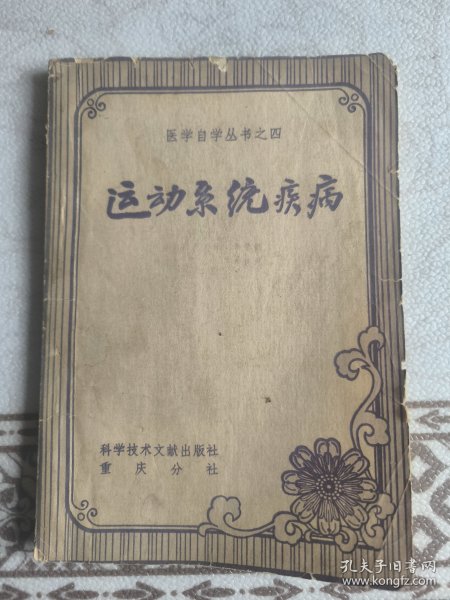 医学自学丛书之四
运动系统疾病
科学技术文献出版社
重庆分社
孔夫子旧书网
www.kongfz.com